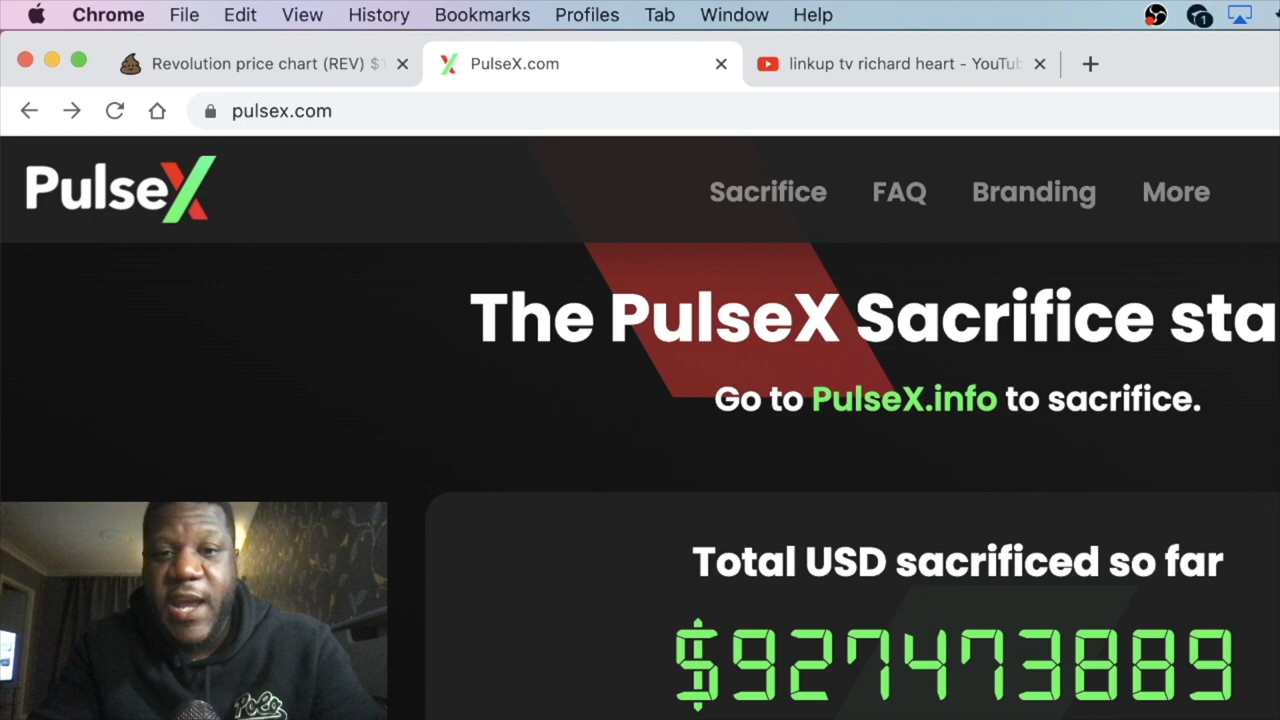 Chrome File Edit View History Bookmarks Profiles Tab Window Help
1
Revolution price chart (REV) $
PulseX.com
linkup tv richard heart - YouTub
pulsex.com
PulseX
Sacrifice FAQ Branding More
The PulseX Sacrifice sta
Go to PulseX.info to sacrifice.
Total USD sacrificed so far
$927473889
Polo